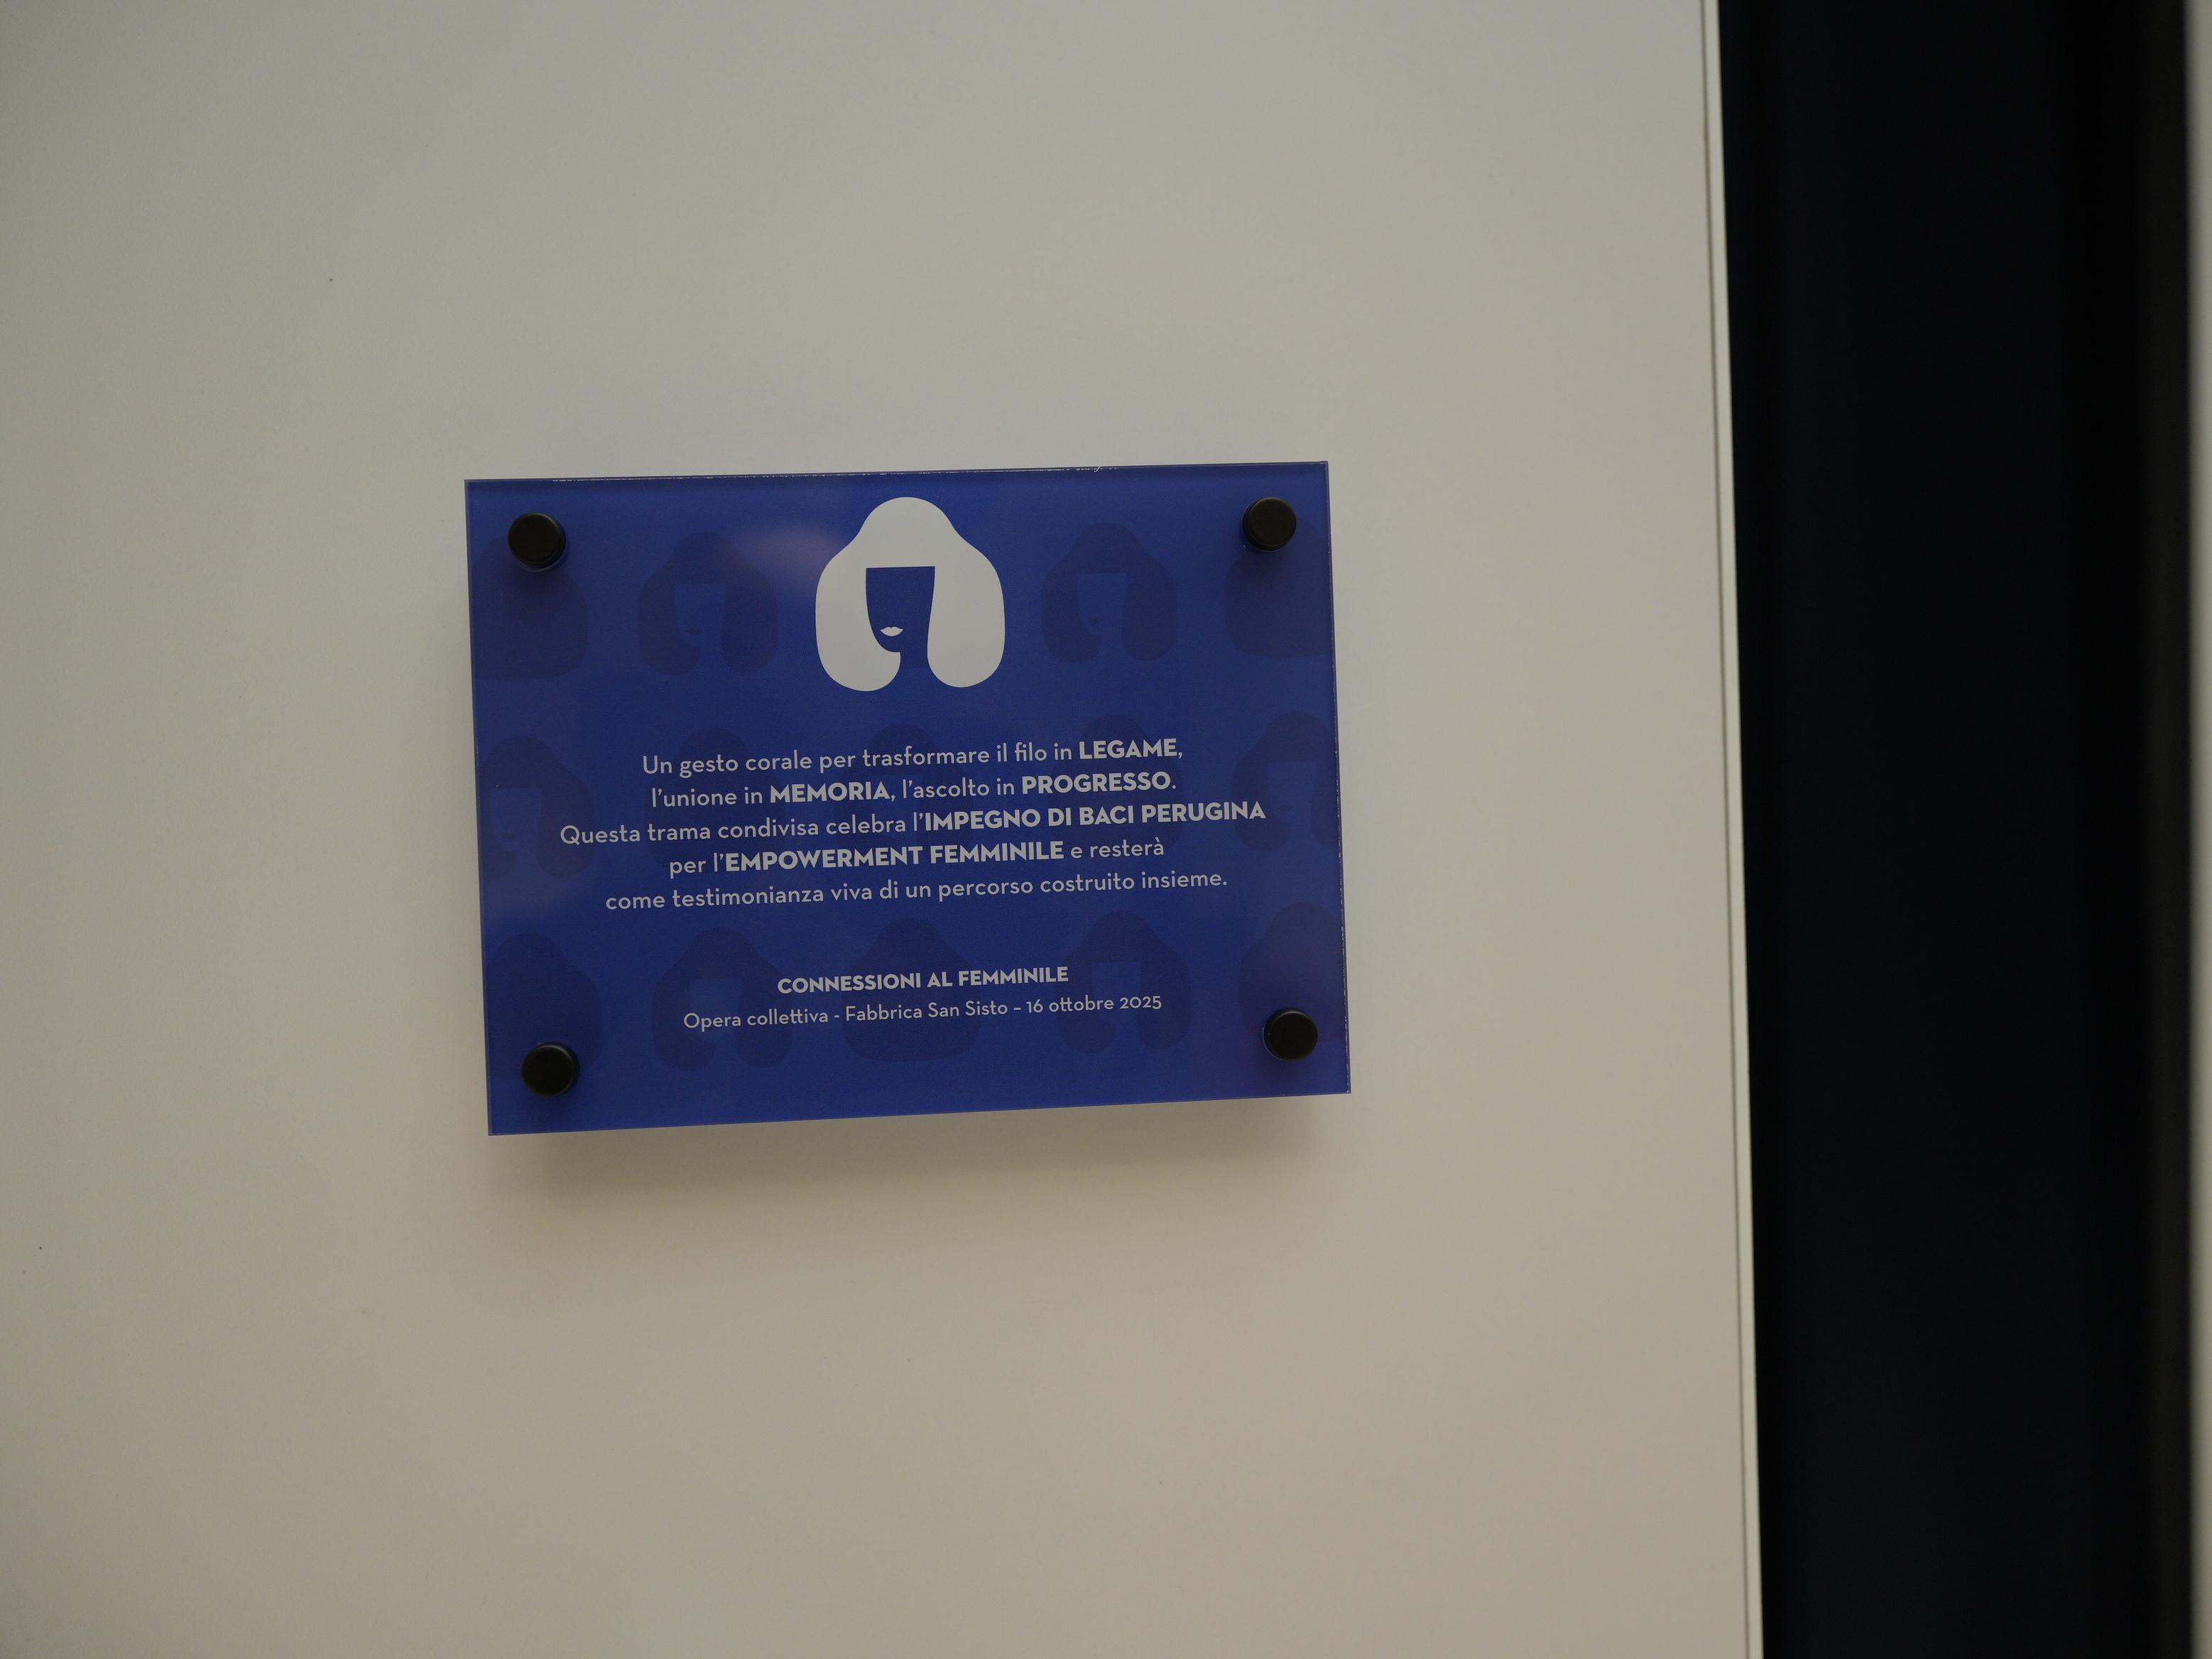 Un gesto corale per trasformare il filo in LEGAME,
l'unione in MEMORIA, l'ascolto in PROGRESSO.
Questa trama condivisa celebra l'IMPEGNO DI BACI PERUGINA
per l'EMPOWERMENT FEMMINILE e resterà
come testimonianza viva di un percorso costruito insieme.
CONNESSIONI AL FEMMINILE
Opera collettiva - Fabbrica San Sisto – 16 ottobre 2025